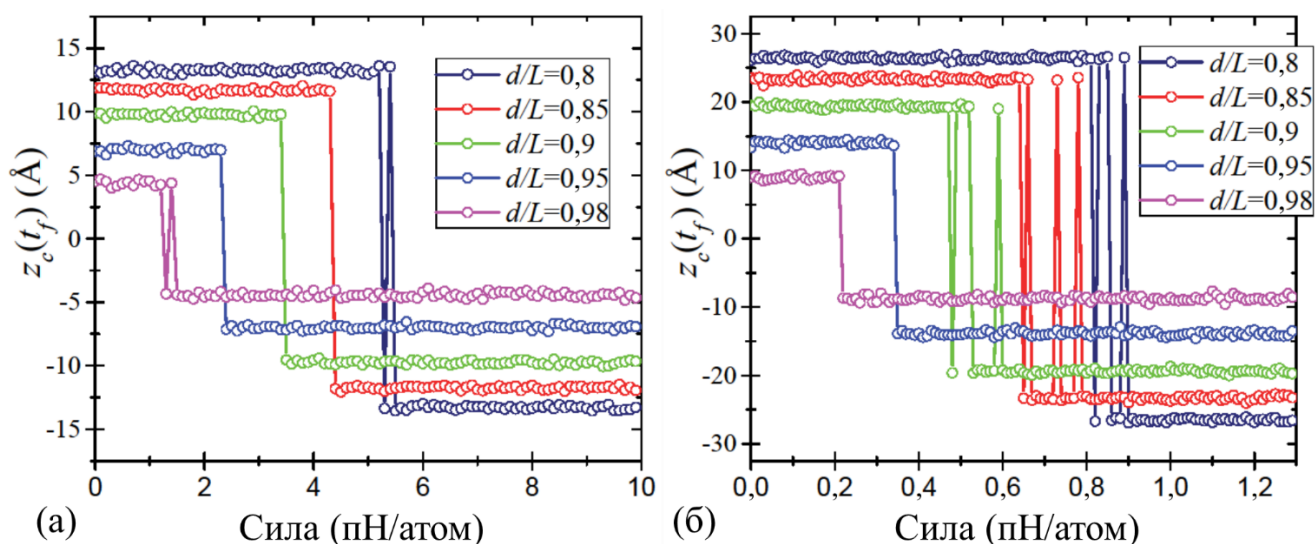 15
10
5
0
-5
-10
-15
z_c(t_f) (Å)
d/L=0,8
d/L=0,85
d/L=0,9
d/L=0,95
d/L=0,98
0 2 4 6 8 10
(а) Сила (пН/атом)
30
20
10
0
-10
-20
-30
z_c(t_f) (Å)
d/L=0,8
d/L=0,85
d/L=0,9
d/L=0,95
d/L=0,98
0,0 0,2 0,4 0,6 0,8 1,0 1,2
(б) Сила (пН/атом)